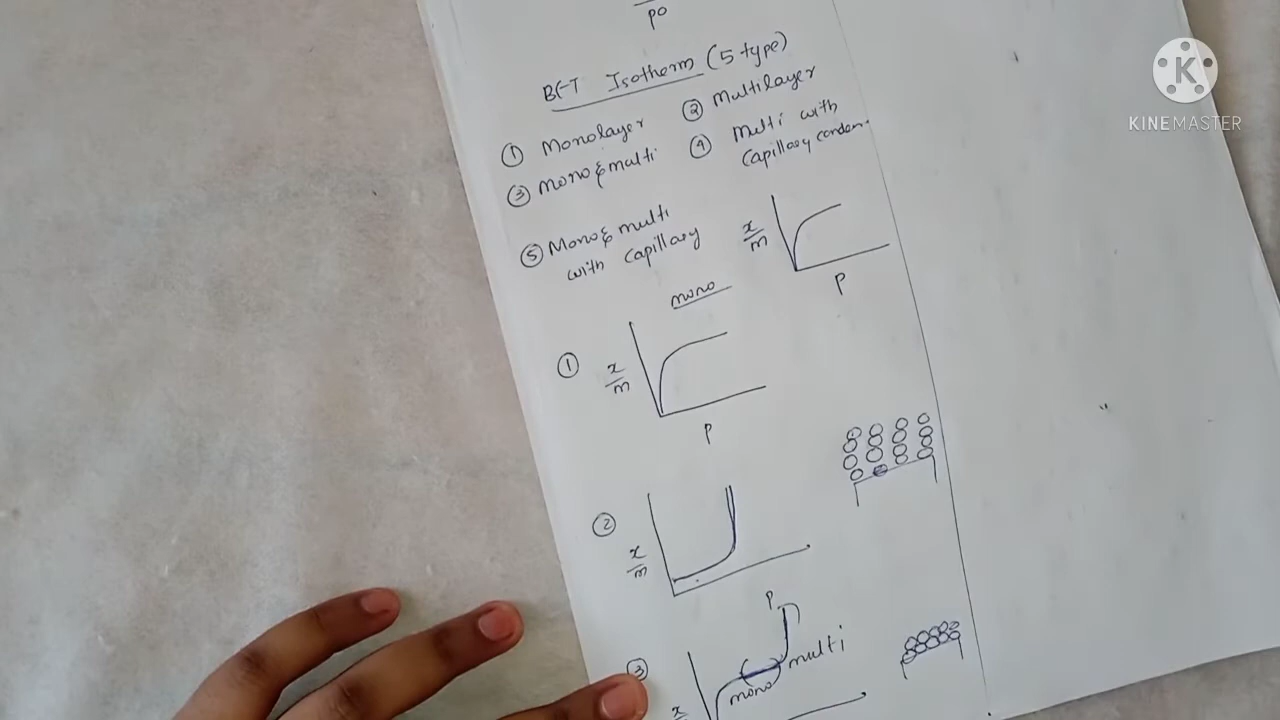 po
BET Isotherm (5 type)
① Monolayer ② Multilayer
③ Mono & multi ④ Multi with
Capillary conden.
⑤ Mono & multi
with Capillary
x/m
P
mono
①
x/m
P
②
x/m
P
③
multi
mono
x
KINEMASTER